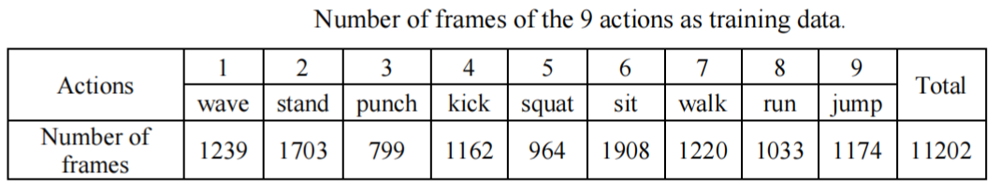 Number of frames of the 9 actions as training data.
Actions 1 2 3 4 5 6 7 8 9 Total
wave stand punch kick squat sit walk run jump
Number of frames 1239 1703 799 1162 964 1908 1220 1033 1174 11202